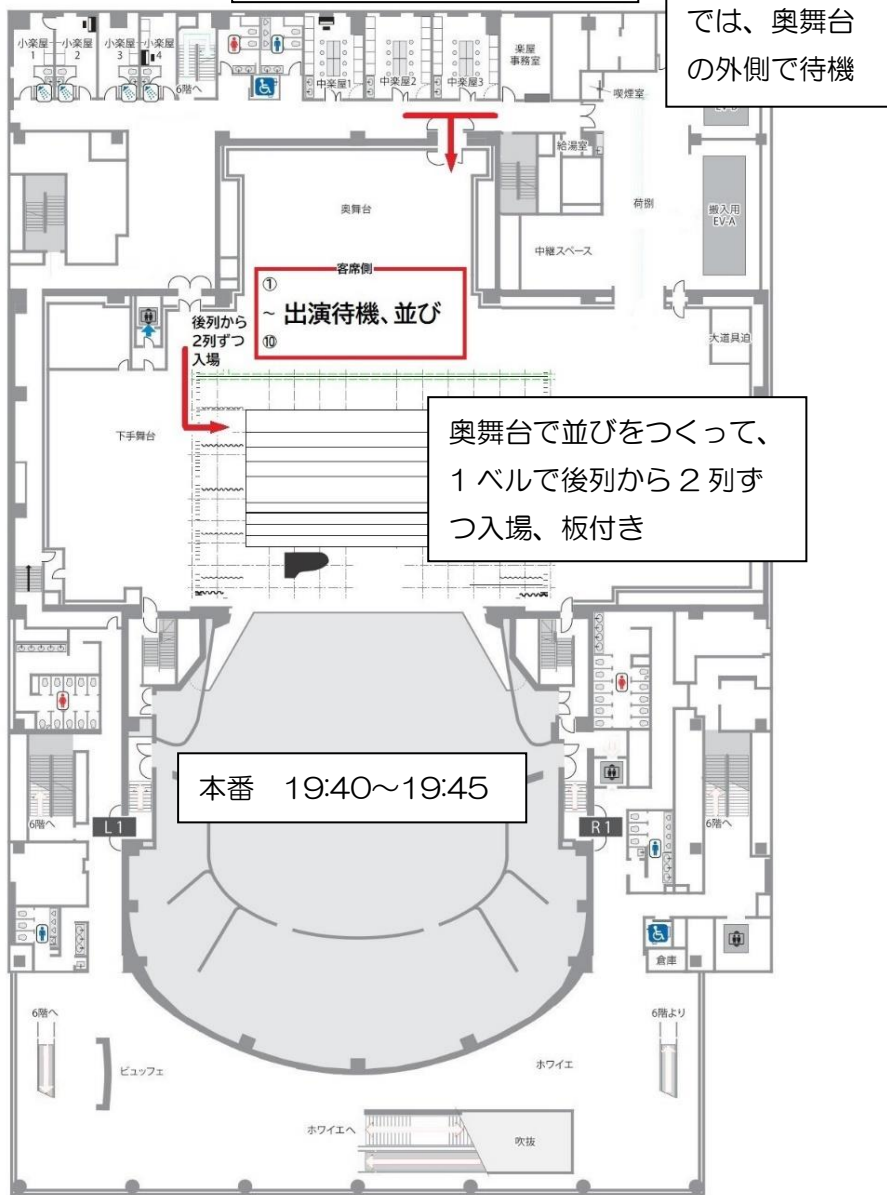 では、奥舞台
の外側で待機
小楽屋
1
小楽屋
2
小楽屋
3
小楽屋
4
6階へ
中楽屋1
中楽屋2
中楽屋3
楽屋
事務室
喫煙室
給湯室
荷捌
搬入用
EV-A
中継スペース
奥舞台
客席側
①
~ 出演待機、並び
⑩
後列から
2列ずつ
入場
大道具迫
下手舞台
奥舞台で並びをつくって、
1 ベルで後列から 2 列ず
つ入場、板付き
本番 19:40~19:45
6階へ
L1
R1
6階へ
倉庫
6階へ
6階より
ビュッフェ
ホワイエ
ホワイエへ
吹抜